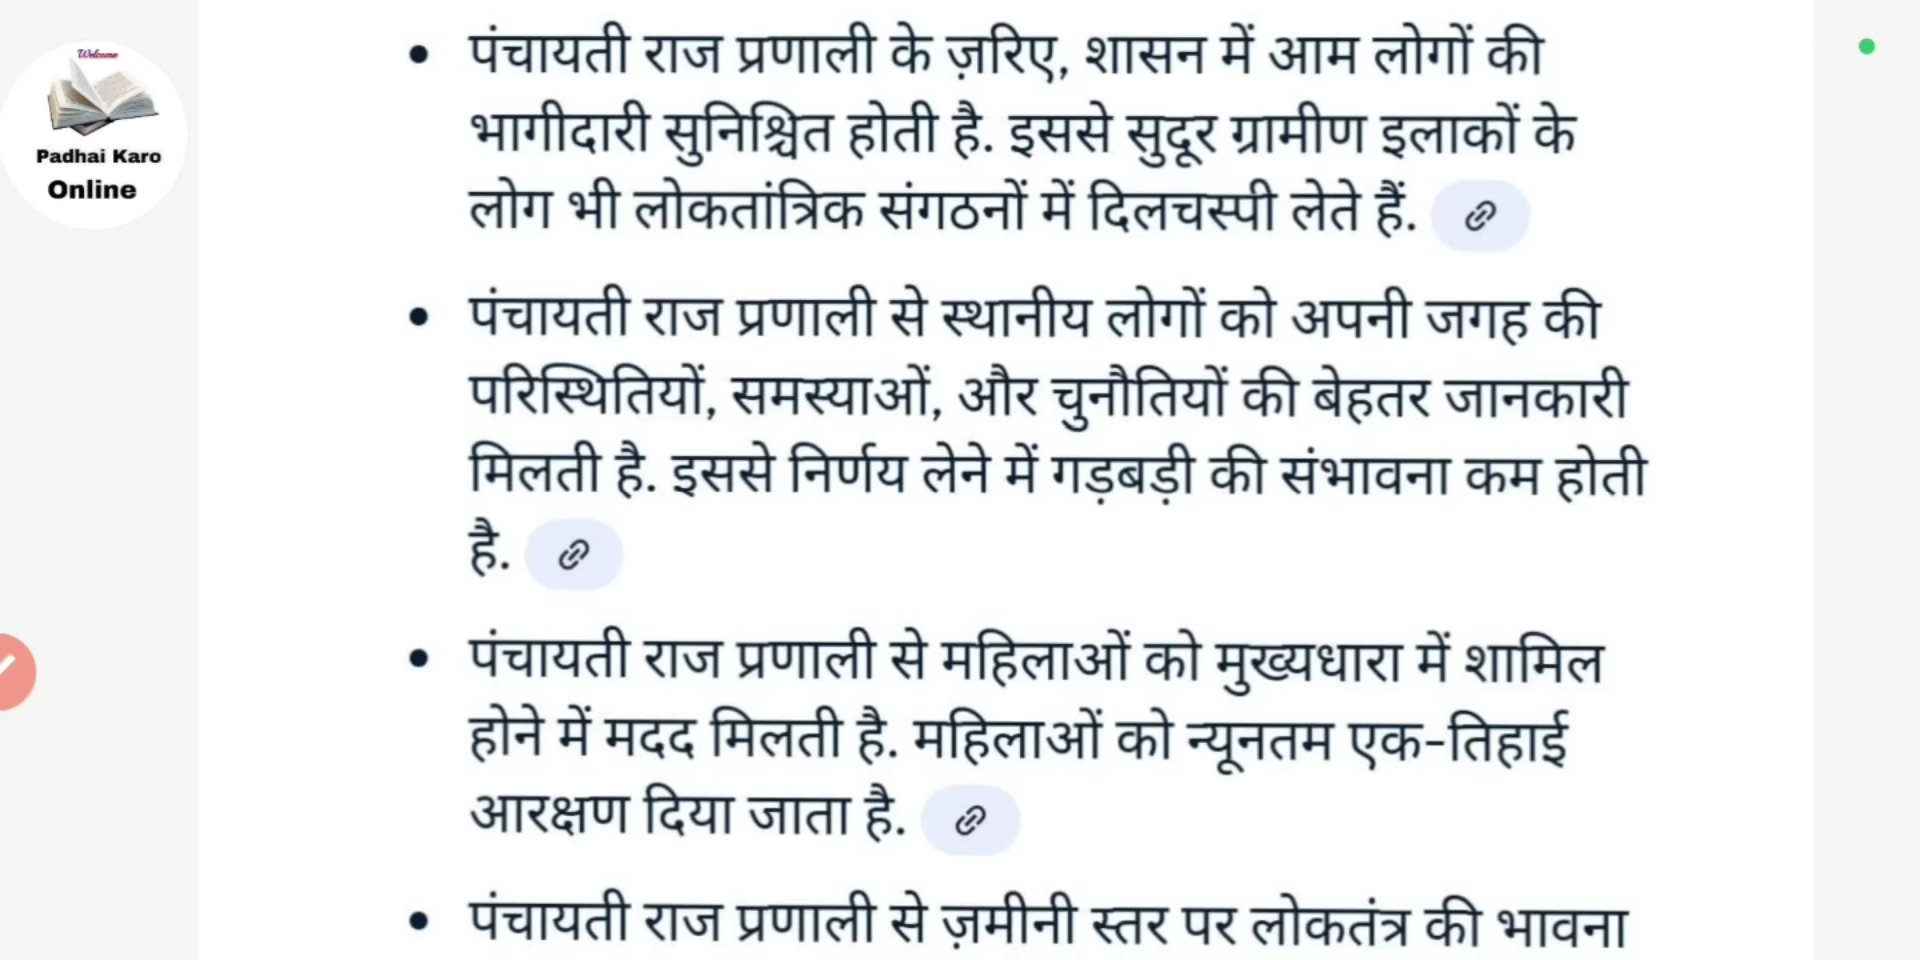 Welcome
Padhai Karo
Online
पंचायती राज प्रणाली के ज़रिए, शासन में आम लोगों की
भागीदारी सुनिश्चित होती है. इससे सुदूर ग्रामीण इलाकों के
लोग भी लोकतांत्रिक संगठनों में दिलचस्पी लेते हैं.
पंचायती राज प्रणाली से स्थानीय लोगों को अपनी जगह की
परिस्थितियों, समस्याओं, और चुनौतियों की बेहतर जानकारी
मिलती है. इससे निर्णय लेने में गड़बड़ी की संभावना कम होती
है.
पंचायती राज प्रणाली से महिलाओं को मुख्यधारा में शामिल
होने में मदद मिलती है. महिलाओं को न्यूनतम एक-तिहाई
आरक्षण दिया जाता है.
पंचायती राज प्रणाली से ज़मीनी स्तर पर लोकतंत्र की भावना